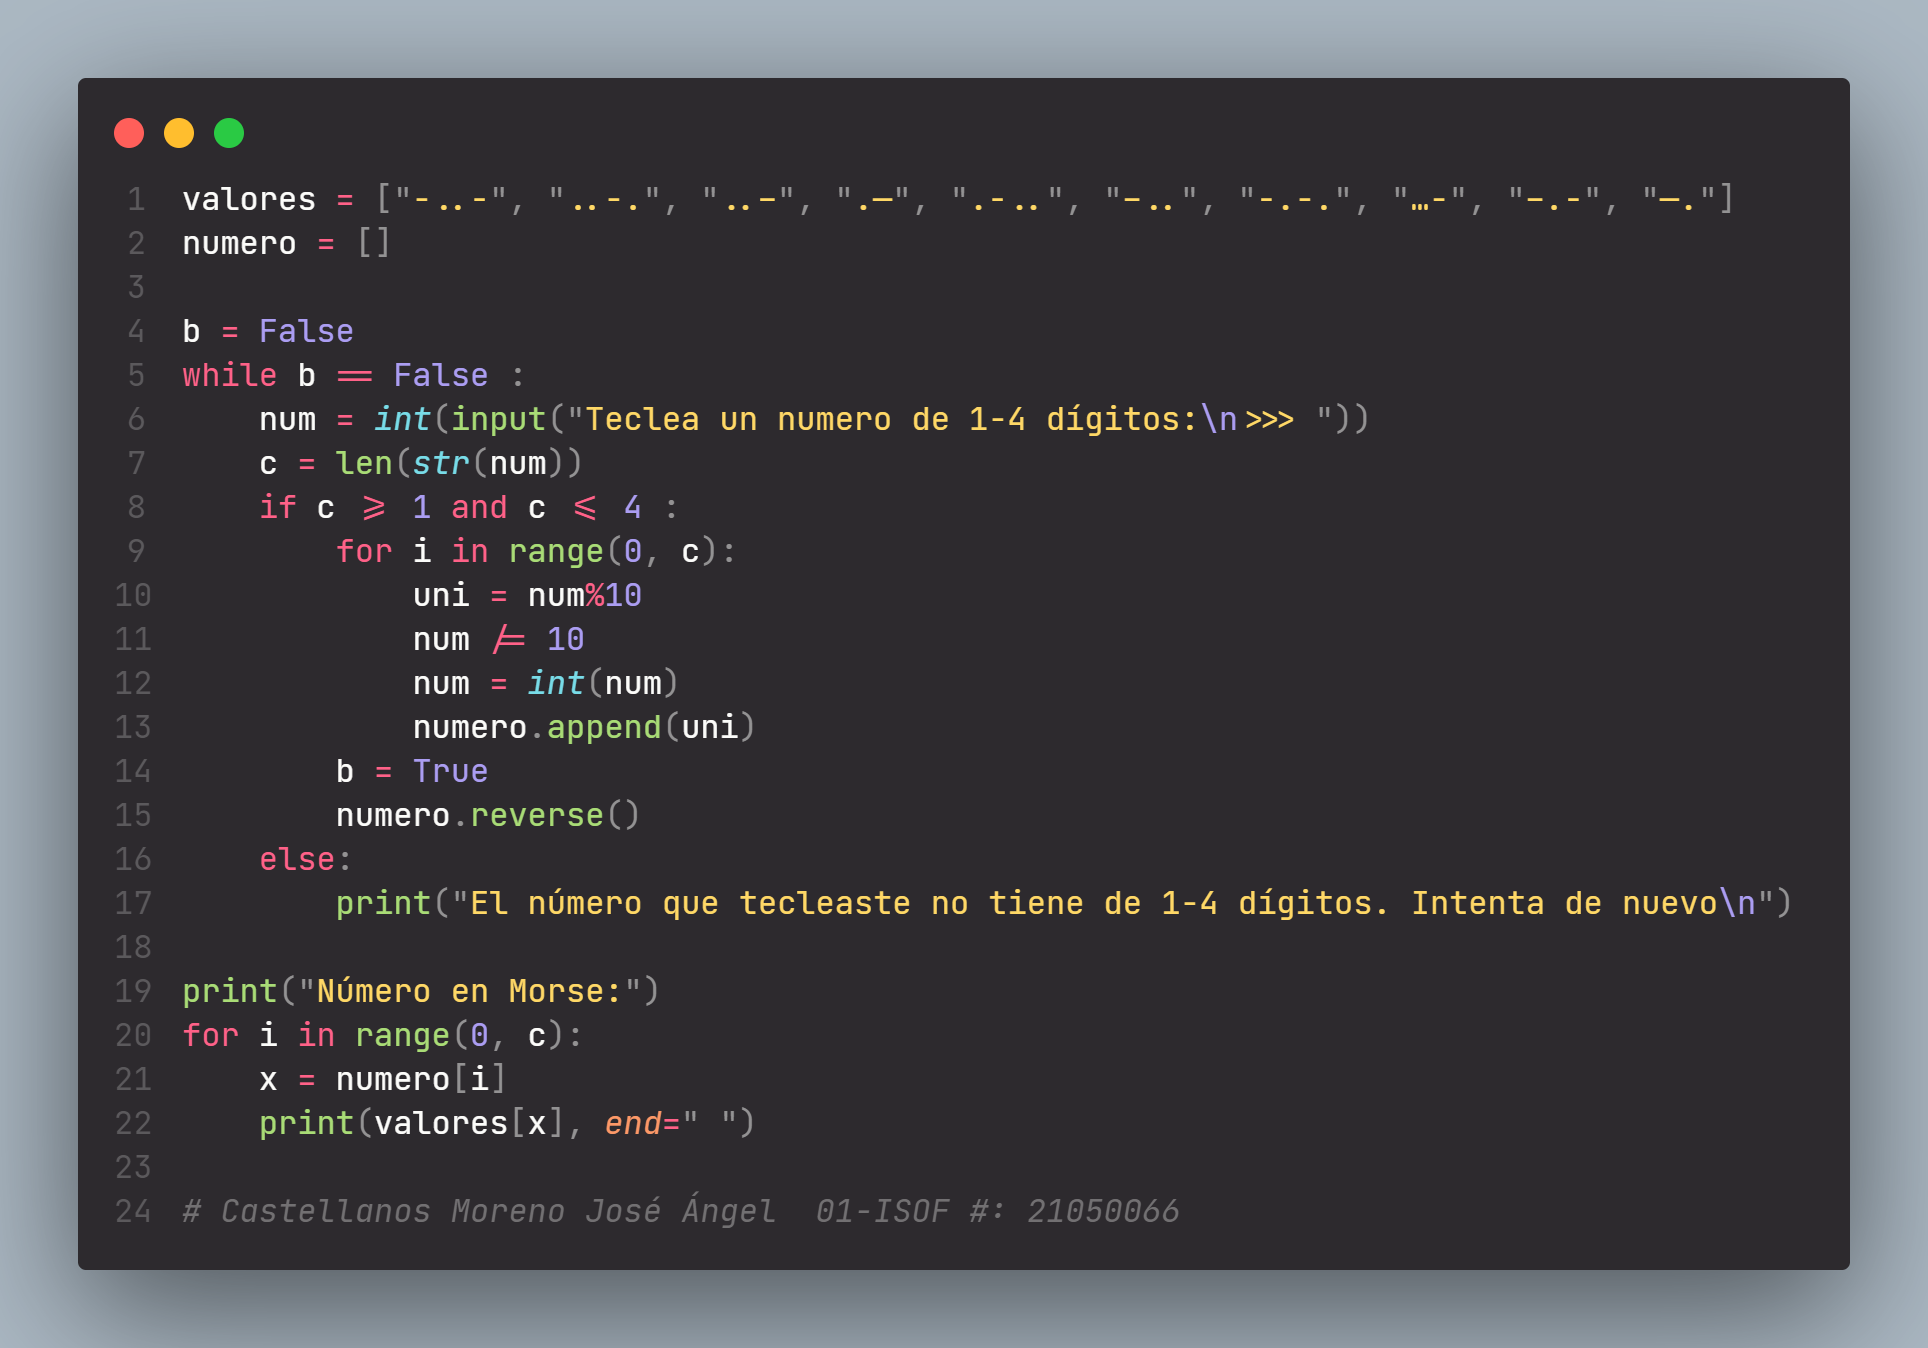 1 valores = ["-..-", "..-.", "..–", ".—", ".-..", "–..", "-.-.", "…-", "–.-", "—."]
2 numero = []
3
4 b = False
5 while b == False :
6     num = int(input("Teclea un numero de 1-4 dígitos:\n>>> "))
7     c = len(str(num))
8     if c >= 1 and c <= 4 :
9         for i in range(0, c):
10             uni = num%10
11             num /= 10
12             num = int(num)
13             numero.append(uni)
14         b = True
15         numero.reverse()
16     else:
17         print("El número que tecleaste no tiene de 1-4 dígitos. Intenta de nuevo\n")
18
19 print("Número en Morse:")
20 for i in range(0, c):
21     x = numero[i]
22     print(valores[x], end=" ")
23
24 # Castellanos Moreno José Ángel  01-ISOF #: 21050066